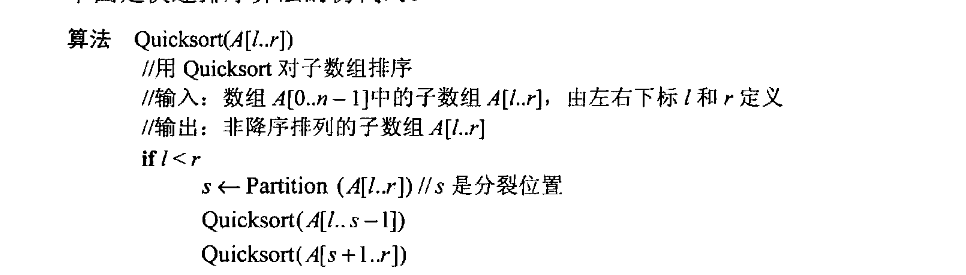 算法 Quicksort(A[l..r])
//用 Quicksort 对子数组排序
//输入：数组 A[0..n−1]中的子数组 A[l..r]，由左右下标 l 和 r 定义
//输出：非降序排列的子数组 A[l..r]
if l < r
s ← Partition (A[l..r]) //s 是分裂位置
Quicksort(A[l..s−1])
Quicksort(A[s+1..r])